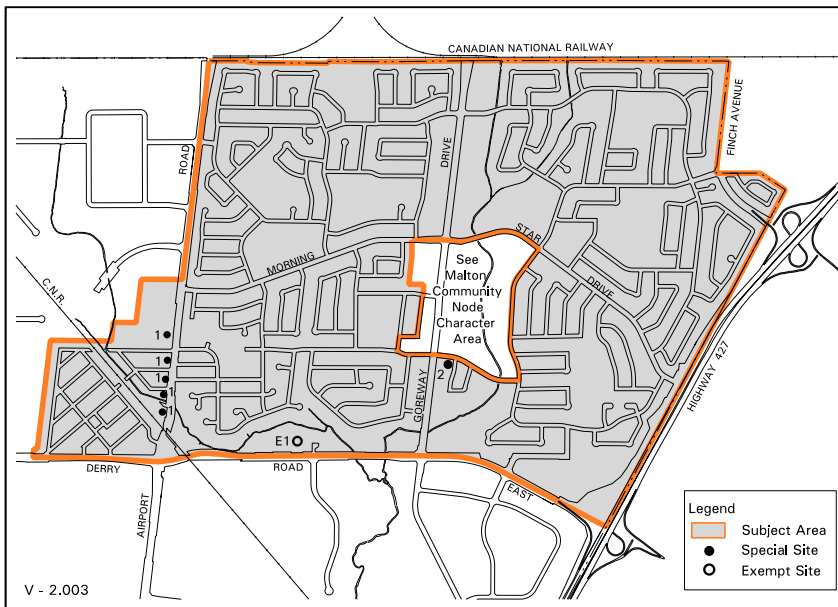 CANADIAN NATIONAL RAILWAY
FINCH AVENUE
ROAD
DRIVE
STAR
MORNING
See
Malton
Community
Node
Character
Area
DRIVE
C.N.R.
HIGHWAY 427
1
1
1
1
1
2
GOREWAY
E1
DERRY
ROAD
EAST
AIRPORT
Legend
Subject Area
Special Site
Exempt Site
V - 2.003